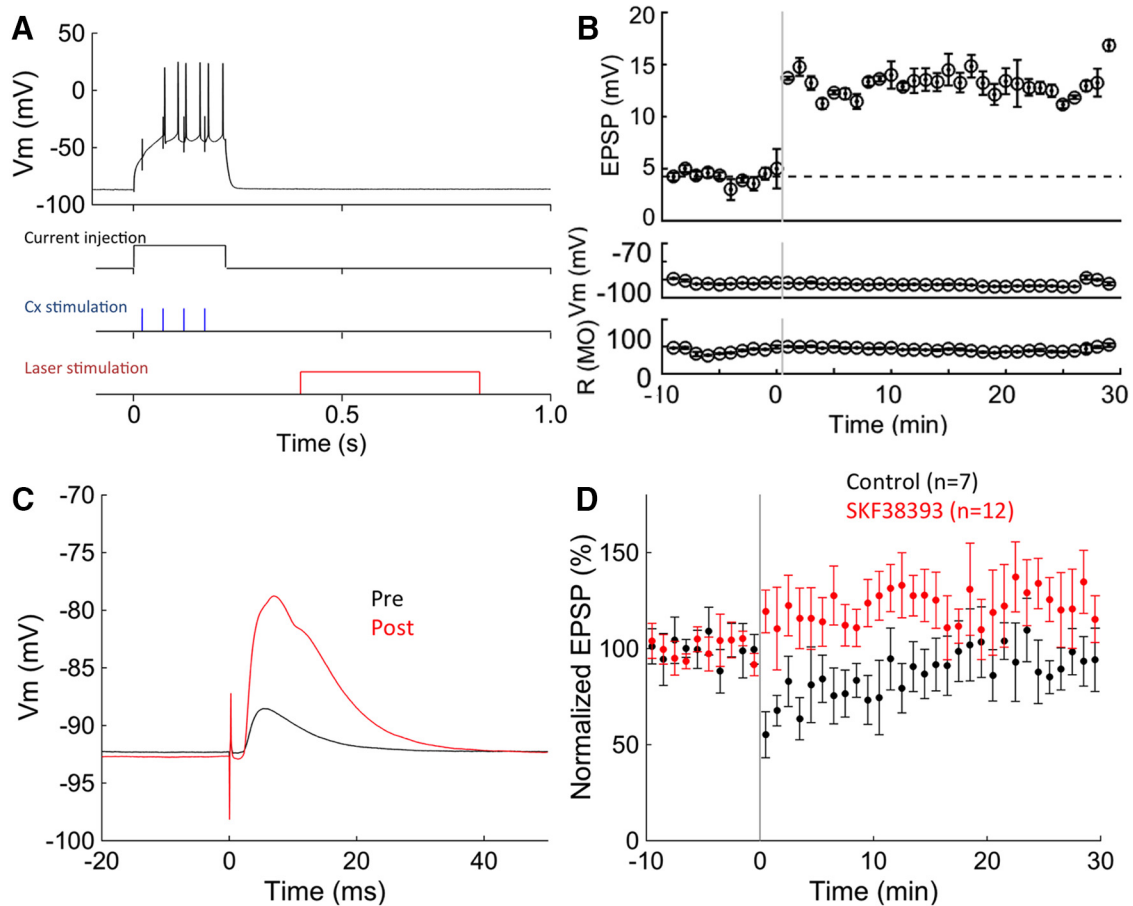 A
50
0
-50
-100
Vm (mV)
Current injection
Cx stimulation
Laser stimulation
0
0.5
1.0
Time (s)
B
20
15
10
5
0
EPSP (mV)
-70
-100
Vm (mV)
100
0
R (MO)
-10
0
10
20
30
Time (min)
C
-70
-75
-80
-85
-90
-95
-100
Vm (mV)
Pre
Post
-20
0
20
40
Time (ms)
D
Control (n=7)
SKF38393 (n=12)
150
100
50
0
Normalized EPSP (%)
-10
0
10
20
30
Time (min)